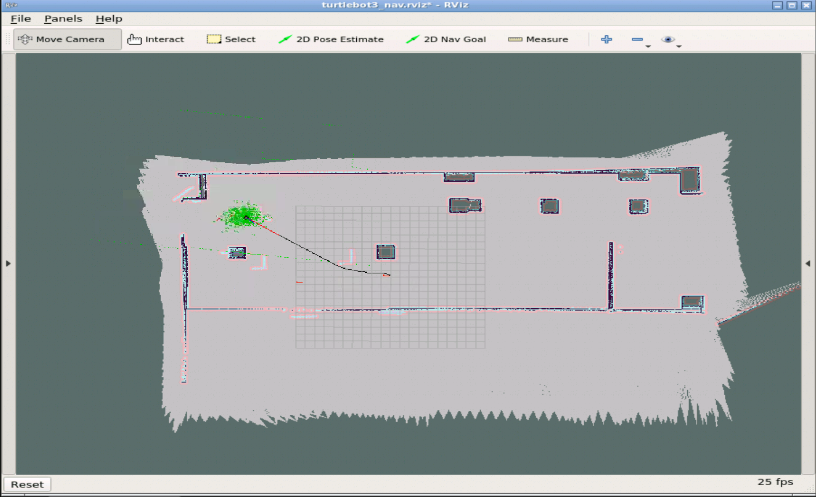 turtlebot3_nav.rviz* - RViz
File Panels Help
Move Camera Interact Select 2D Pose Estimate 2D Nav Goal Measure
Reset 25 fps